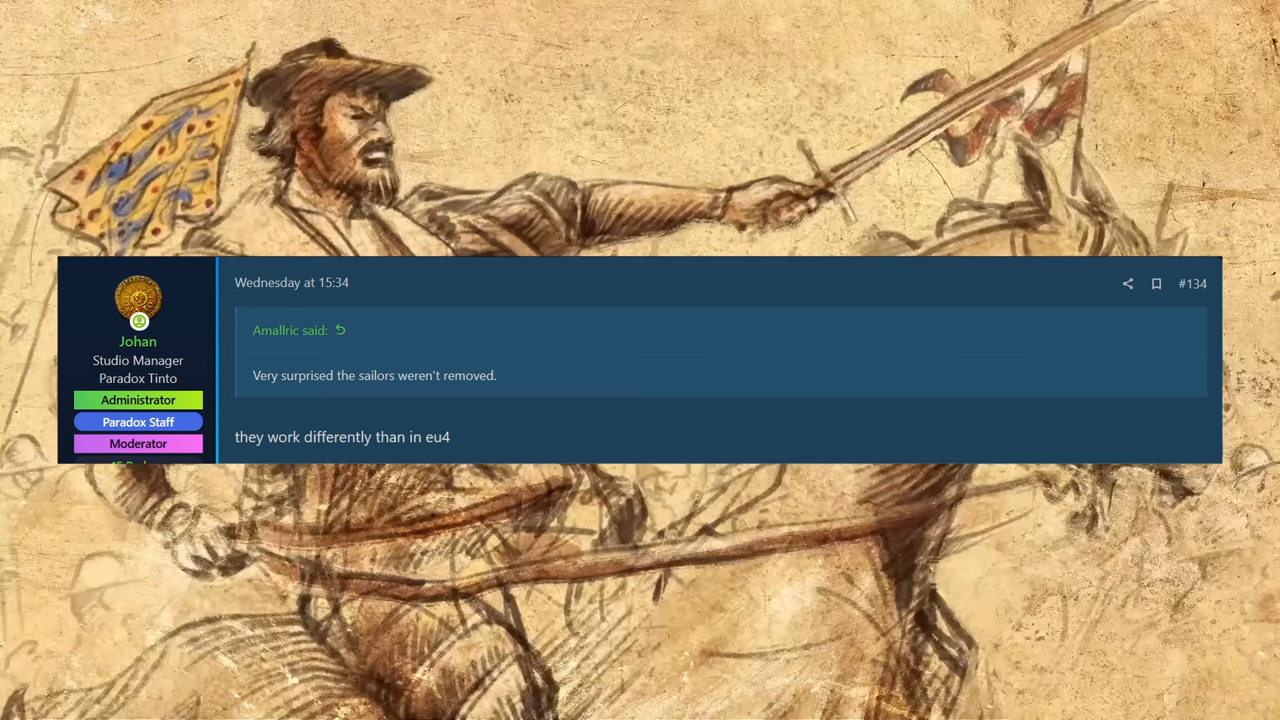 Wednesday at 15:34
#134
Amallric said:
Very surprised the sailors weren't removed.
Johan
Studio Manager
Paradox Tinto
Administrator
Paradox Staff
Moderator
they work differently than in eu4